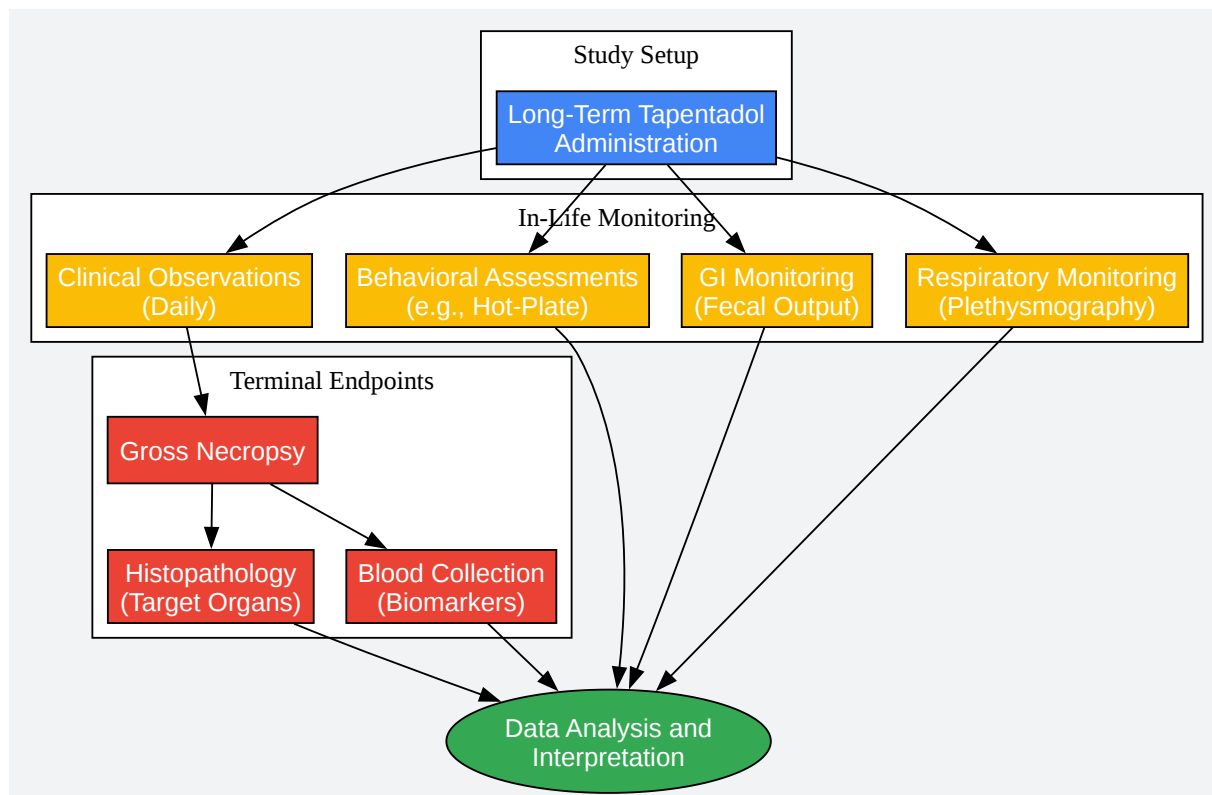 Study Setup
Long-Term Tapentadol
Administration
In-Life Monitoring
Clinical Observations
(Daily)
Behavioral Assessments
(e.g., Hot-Plate)
GI Monitoring
(Fecal Output)
Respiratory Monitoring
(Plethysmography)
Terminal Endpoints
Gross Necropsy
Histopathology
(Target Organs)
Blood Collection
(Biomarkers)
Data Analysis and
Interpretation